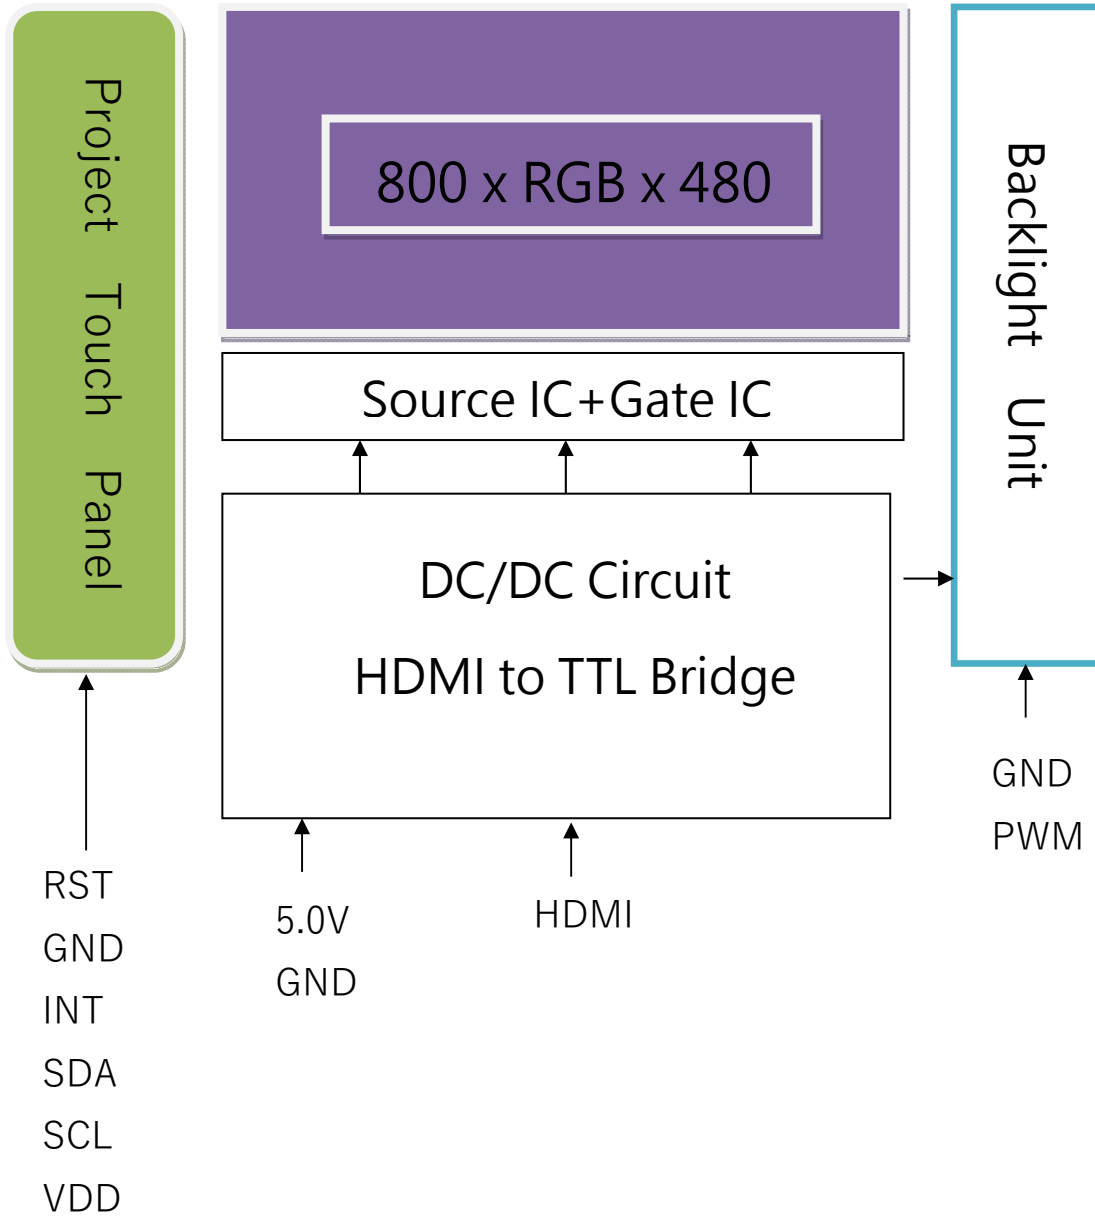 Project Touch Panel
800 x RGB x 480
Backlight Unit
Source IC+Gate IC
DC/DC Circuit
HDMI to TTL Bridge
GND
PWM
RST
GND
INT
SDA
SCL
VDD
5.0V
GND
HDMI